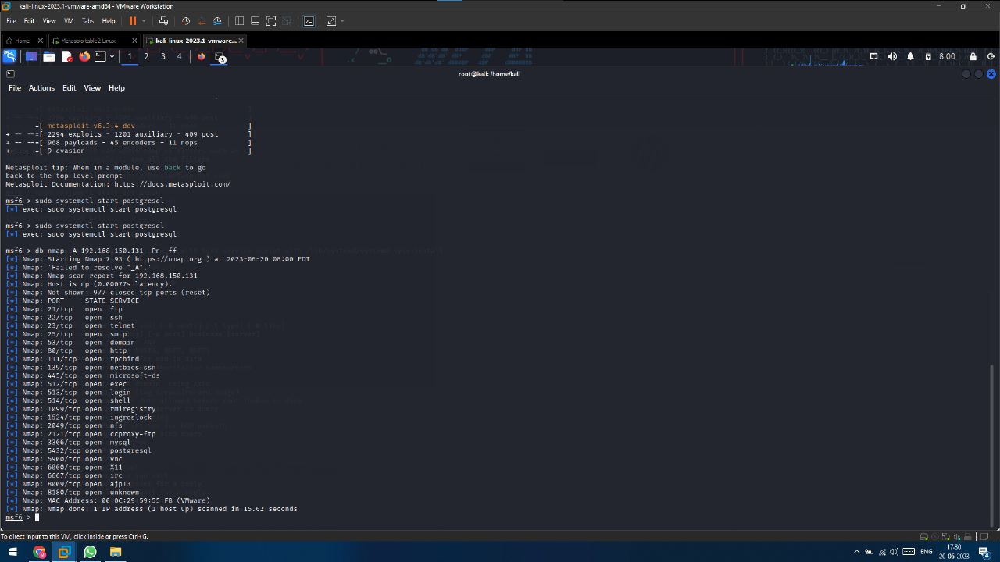 kali-linux-2023.1-vmware-amd64 - VMware Workstation
File Edit View VM Tabs Help
Home Metasploitable2-Linux kali-linux-2023.1-vmware...
1 2 3 4 3 8:00
root@kali: /home/kali
File Actions Edit View Help
=[ metasploit v6.3.4-dev ]
+ -- --=[ 2294 exploits - 1201 auxiliary - 409 post ]
+ -- --=[ 968 payloads - 45 encoders - 11 nops ]
+ -- --=[ 9 evasion ]
Metasploit tip: When in a module, use back to go
back to the top level prompt
Metasploit Documentation: https://docs.metasploit.com/
msf6 > sudo systemctl start postgresql
[*] exec: sudo systemctl start postgresql
msf6 > sudo systemctl start postgresql
[*] exec: sudo systemctl start postgresql
msf6 > db_nmap _A 192.168.150.131 -Pn -ff
[*] Nmap: Starting Nmap 7.93 ( https://nmap.org ) at 2023-06-20 08:00 EDT
[*] Nmap: 'Failed to resolve "_A".'
[*] Nmap: Nmap scan report for 192.168.150.131
[*] Nmap: Host is up (0.00077s latency).
[*] Nmap: Not shown: 977 closed tcp ports (reset)
[*] Nmap: PORT STATE SERVICE
[*] Nmap: 21/tcp open ftp
[*] Nmap: 22/tcp open ssh
[*] Nmap: 23/tcp open telnet
[*] Nmap: 25/tcp open smtp
[*] Nmap: 53/tcp open domain
[*] Nmap: 80/tcp open http
[*] Nmap: 111/tcp open rpcbind
[*] Nmap: 139/tcp open netbios-ssn
[*] Nmap: 445/tcp open microsoft-ds
[*] Nmap: 512/tcp open exec
[*] Nmap: 513/tcp open login
[*] Nmap: 514/tcp open shell
[*] Nmap: 1099/tcp open rmiregistry
[*] Nmap: 1524/tcp open ingreslock
[*] Nmap: 2049/tcp open nfs
[*] Nmap: 2121/tcp open ccproxy-ftp
[*] Nmap: 3306/tcp open mysql
[*] Nmap: 5432/tcp open postgresql
[*] Nmap: 5900/tcp open vnc
[*] Nmap: 6000/tcp open X11
[*] Nmap: 6667/tcp open irc
[*] Nmap: 8009/tcp open ajp13
[*] Nmap: 8180/tcp open unknown
[*] Nmap: MAC Address: 00:0C:29:59:55:FB (VMware)
[*] Nmap: Nmap done: 1 IP address (1 host up) scanned in 15.62 seconds
msf6 >
To direct input to this VM, click inside or press Ctrl+G.
ENG
17:30
20-06-2023
4